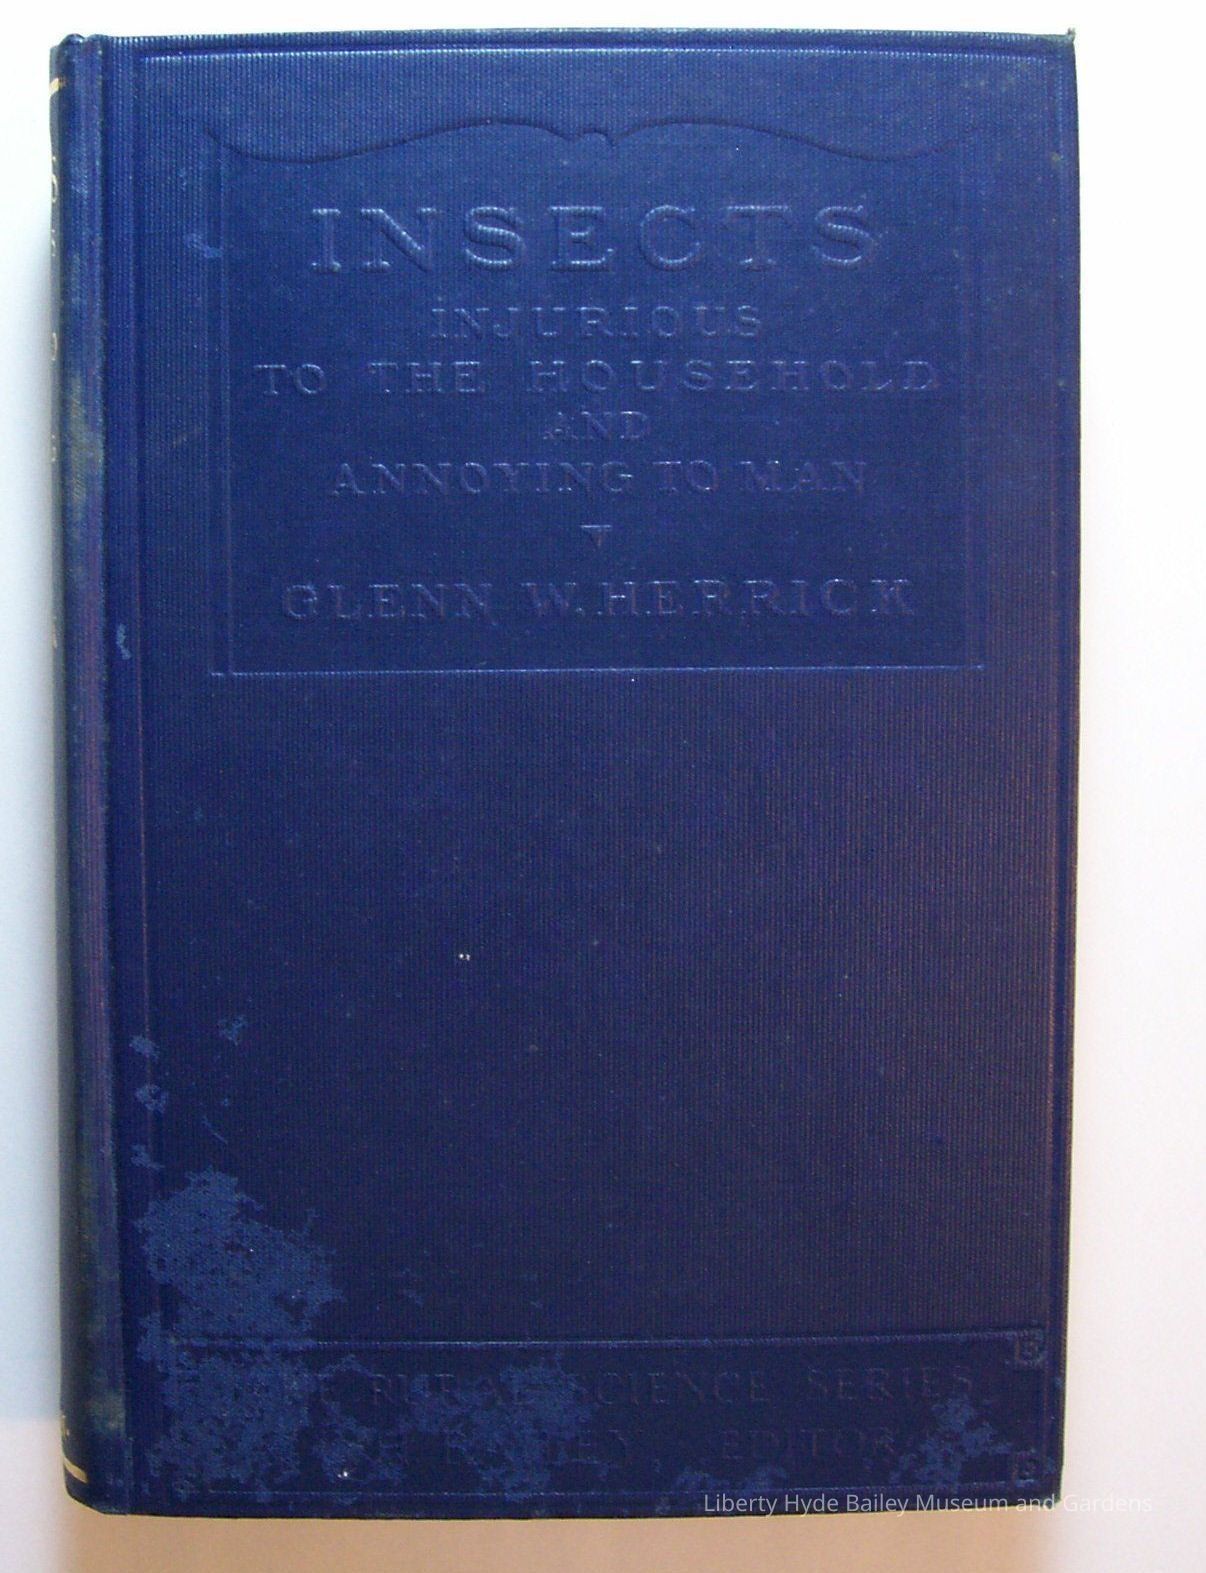 INSECTS
INJURIOUS
TO THE HOUSEHOLD
AND
ANNOYING TO MAN
GLENN W. HERRICK
RURAL SCIENCE SERIES
H BAILEY EDITOR
Liberty Hyde Bailey Museum and Gardens